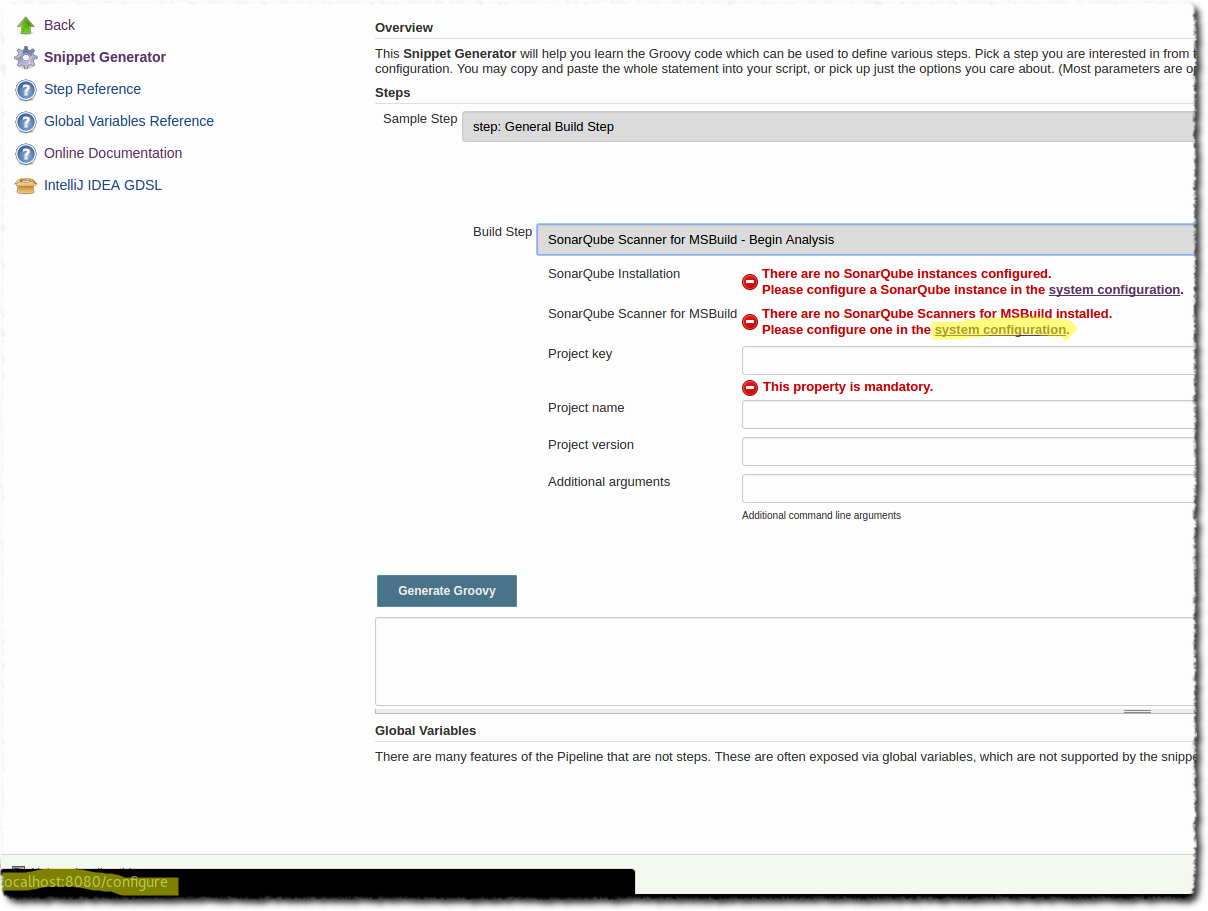 Back
Snippet Generator
Step Reference
Global Variables Reference
Online Documentation
IntelliJ IDEA GDSL
Overview
This Snippet Generator will help you learn the Groovy code which can be used to define various steps. Pick a step you are interested in from
configuration. You may copy and paste the whole statement into your script, or pick up just the options you care about. (Most parameters are
Steps
Sample Step
step: General Build Step
Build Step
SonarQube Scanner for MSBuild - Begin Analysis
SonarQube Installation
There are no SonarQube instances configured.
Please configure a SonarQube instance in the system configuration.
SonarQube Scanner for MSBuild
There are no SonarQube Scanners for MSBuild installed.
Please configure one in the system configuration.
Project key
This property is mandatory.
Project name
Project version
Additional arguments
Additional command line arguments
Generate Groovy
Global Variables
There are many features of the Pipeline that are not steps. These are often exposed via global variables, which are not supported by the
ocalhost:8080/configure